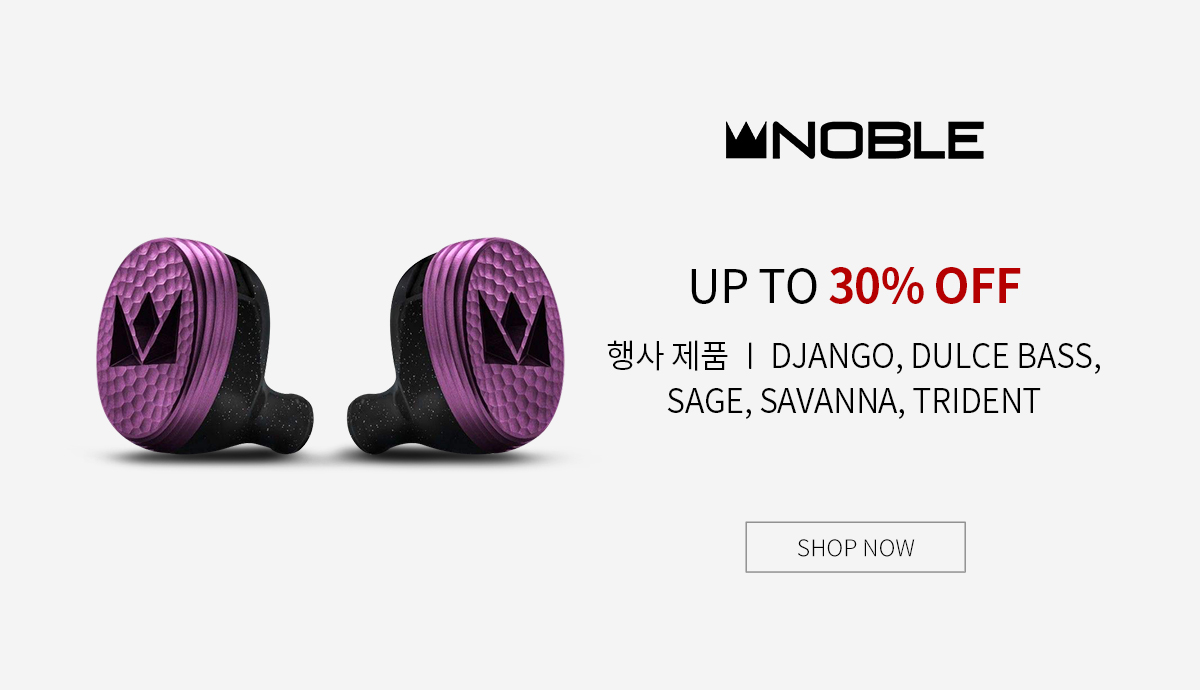 NOBLE
UP TO 30% OFF
행사 제품 ㅣ DJANGO, DULCE BASS,
SAGE, SAVANNA, TRIDENT
SHOP NOW